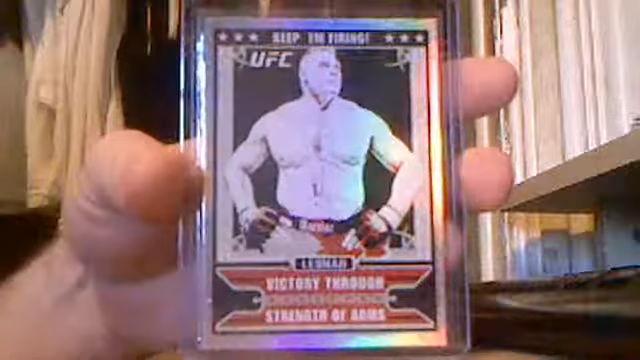 KEEP 'EM FIRING!
UFC
LESNAR
VICTORY THROUGH
STRENGTH OF ARMS